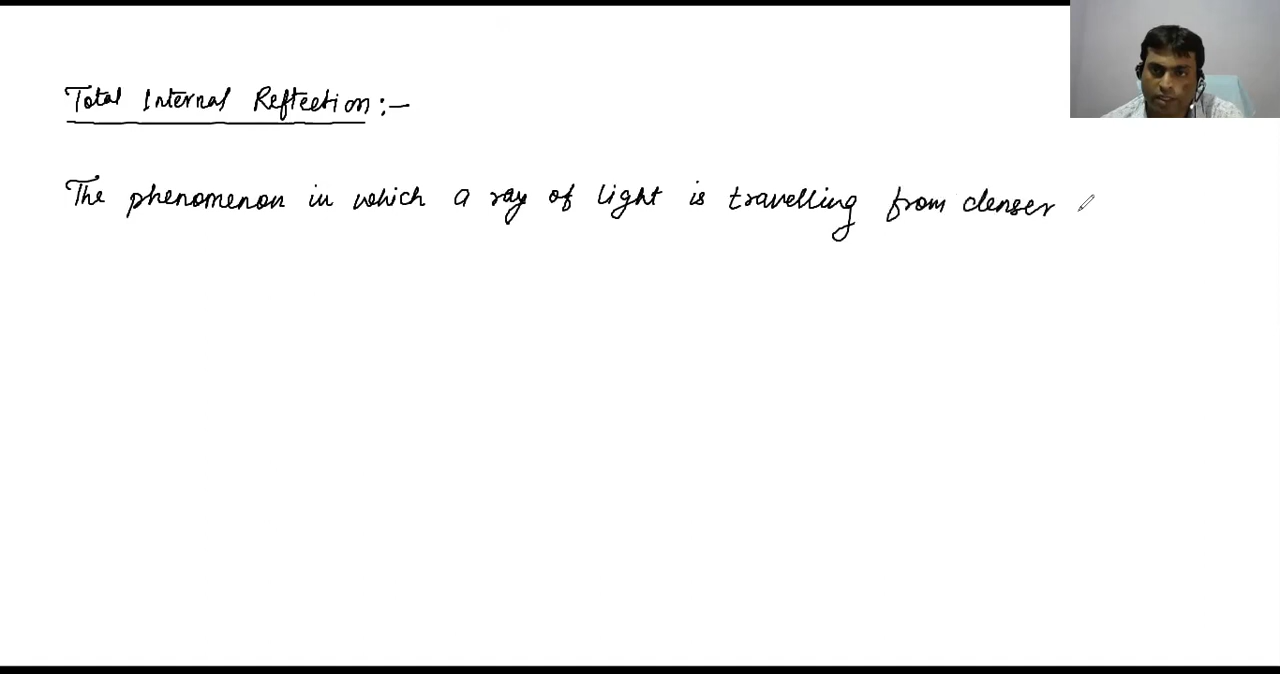 Total Internal Reflection :-
The phenomenon in which a ray of light is travelling from denser